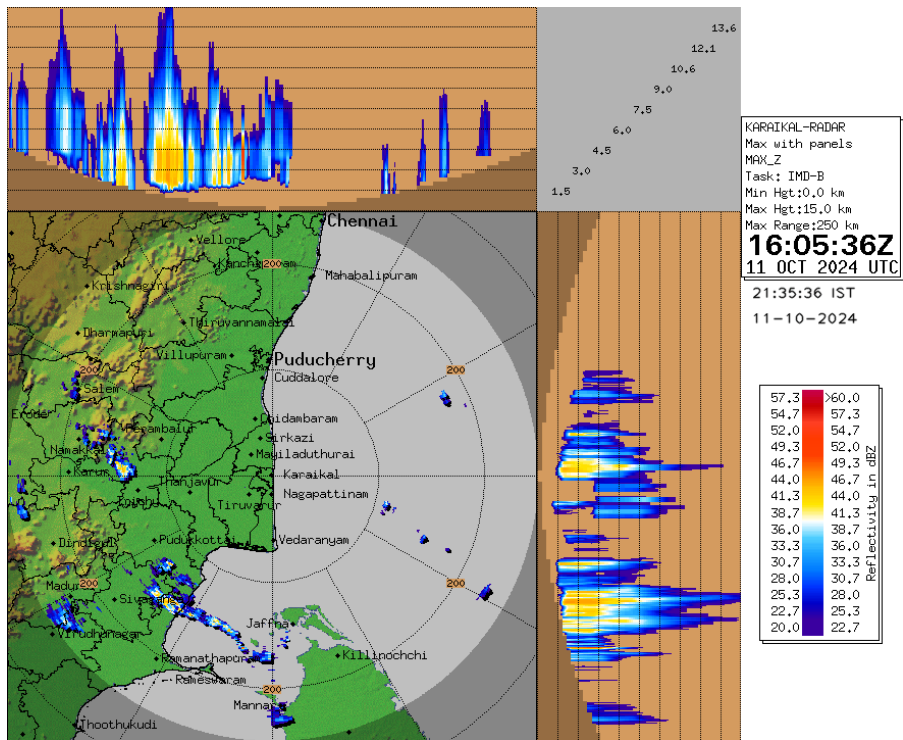 13.6
12.1
10.6
9.0
7.5
6.0
4.5
3.0
1.5
KARAIKAL-RADAR
Max with panels
MAX_Z
Task: IMD-B
Min Hgt:0.0 km
Max Hgt:15.0 km
Max Range:250 km
16:05:36Z
11 OCT 2024 UTC
21:35:36 IST
11-10-2024
Chennai
Vellore
200
Mahabalipuram
Krishnagiri
Thiruvannamalai
Dharmapuri
Villupuram
Puducherry
200
200
Cuddalore
Salem
Erode
Chidambaram
Perambalur
Sirkazi
Namakkal
Mayiladuthurai
Karur
Karaikal
Thanjavur
Nagapattinam
Tiruvarur
Pudukkottai
Vedaranyam
Dindigul
200
200
Madur
Sivaganga
Jaffna
Virudhunagar
Ramanathapuram
Killinochchi
Rameswaram
200
Mannar
Thoothukudi
57.3 >60.0
54.7 57.3
52.0 54.7
49.3 52.0
46.7 49.3
44.0 46.7
41.3 44.0
38.7 41.3
36.0 38.7
33.3 36.0
30.7 33.3
28.0 30.7
25.3 28.0
22.7 25.3
20.0 22.7
Reflectivity in dBZ